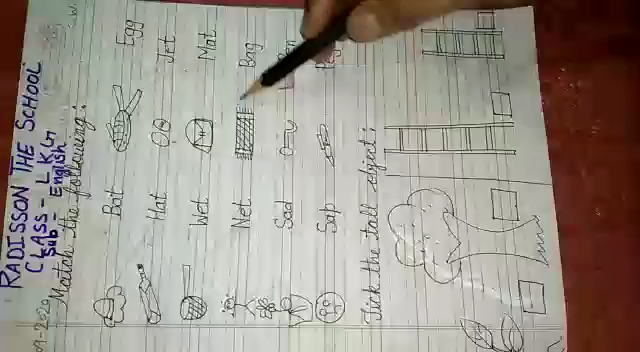 RADISSON THE SCHOOL
CLASS - L.K.G
Sub - English
C.W.
Match the following:
Bat Egg
Hat Jet
Wet Mat
Net Bag
Sad
Sap
Tick the tall object: